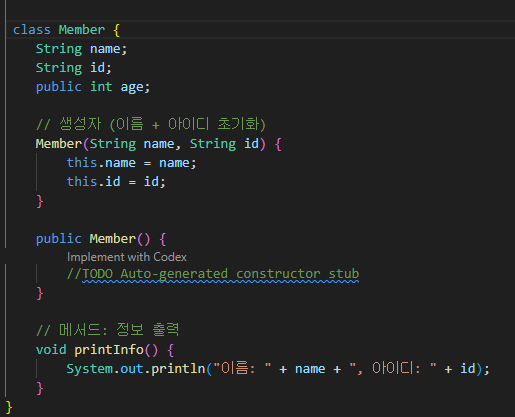 class Member {
String name;
String id;
public int age;
// 생성자 (이름 + 아이디 초기화)
Member(String name, String id) {
this.name = name;
this.id = id;
}
public Member() {
Implement with Codex
//TODO Auto-generated constructor stub
}
// 메서드: 정보 출력
void printInfo() {
System.out.println("이름: " + name + ", 아이디: " + id);
}
}